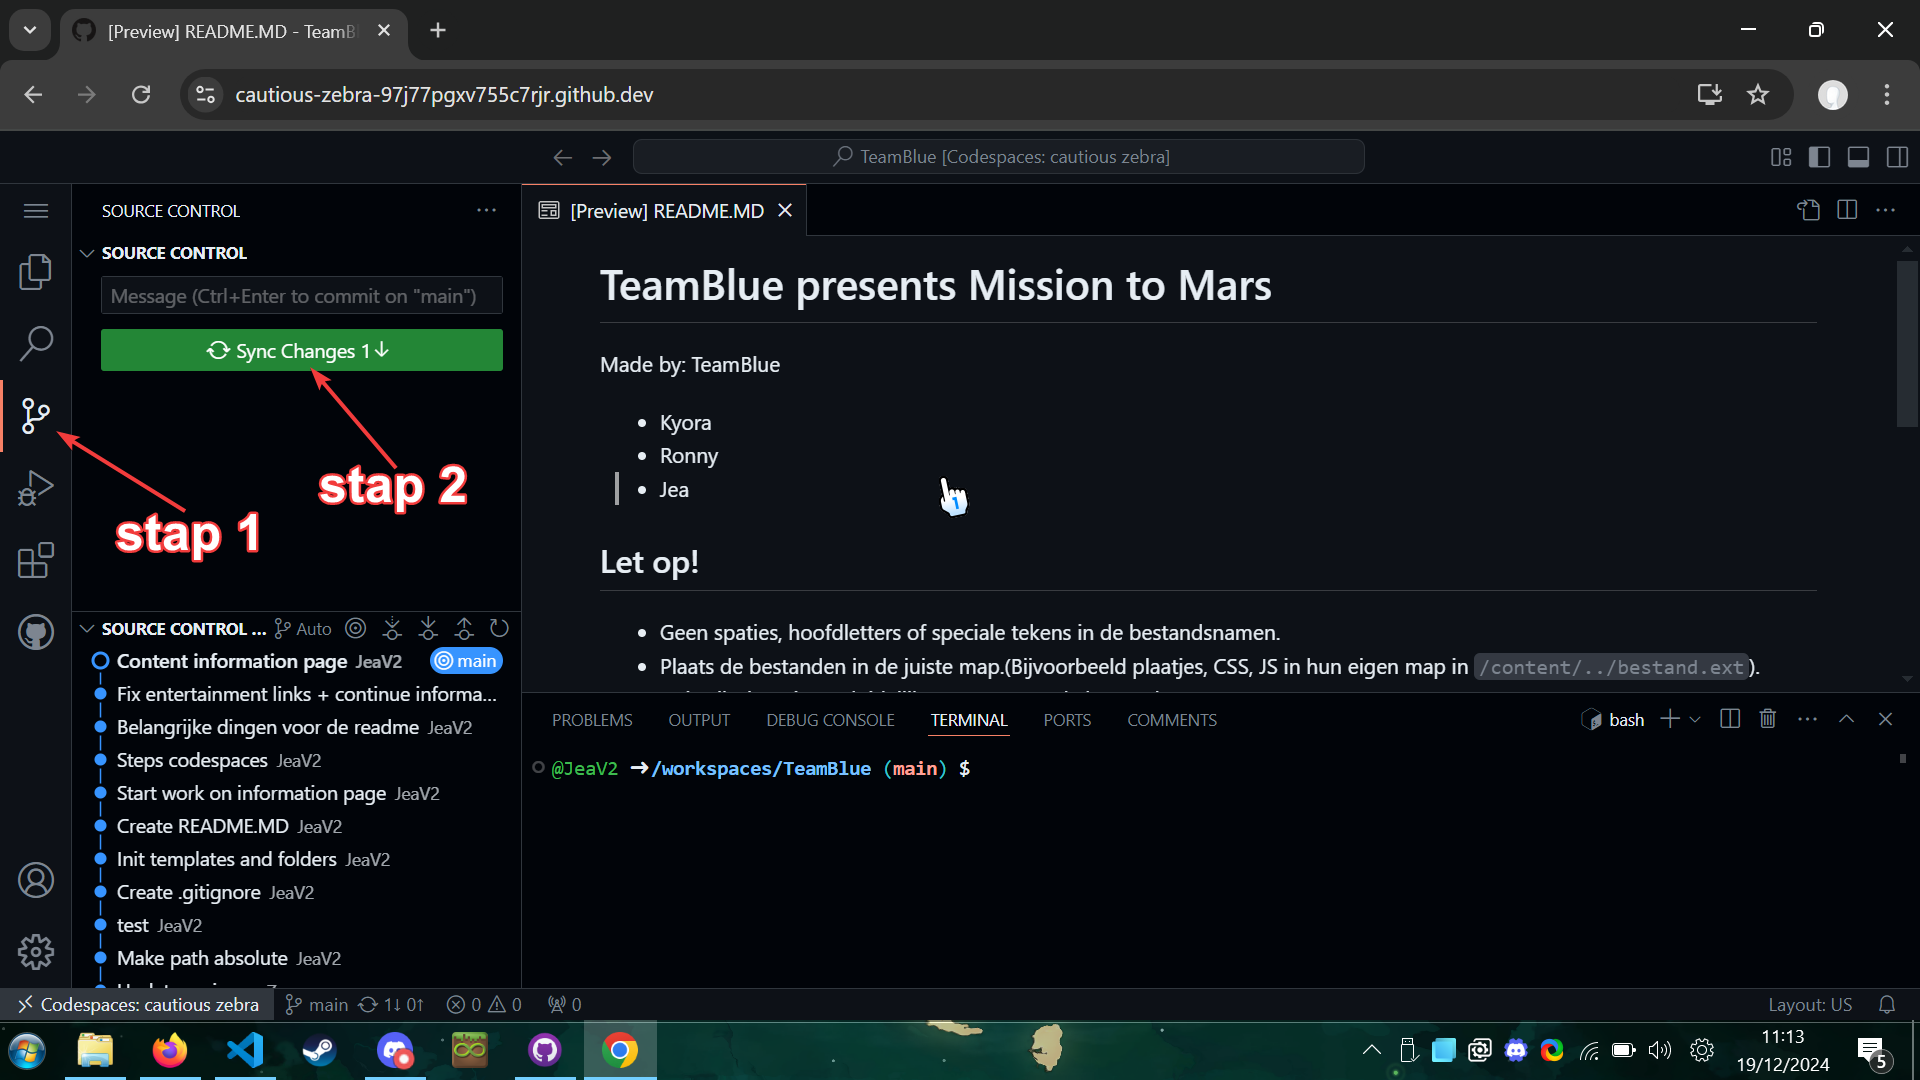 [Preview] README.MD - TeamB
cautious-zebra-97j77pgxv755c7rjr.github.dev
TeamBlue [Codespaces: cautious zebra]
SOURCE CONTROL
SOURCE CONTROL
Message (Ctrl+Enter to commit on "main")
Sync Changes 1↓
stap 2
stap 1
SOURCE CONTROL ... Auto
Content information page JeaV2 main
Fix entertainment links + continue informa...
Belangrijke dingen voor de readme JeaV2
Steps codespaces JeaV2
Start work on information page JeaV2
Create README.MD JeaV2
Init templates and folders JeaV2
Create .gitignore JeaV2
test JeaV2
Make path absolute JeaV2
[Preview] README.MD
TeamBlue presents Mission to Mars
Made by: TeamBlue
• Kyora
• Ronny
• Jea
1
Let op!
• Geen spaties, hoofdletters of speciale tekens in de bestandsnamen.
• Plaats de bestanden in de juiste map.(Bijvoorbeeld plaatjes, CSS, JS in hun eigen map in /content/../bestand.ext).
PROBLEMS OUTPUT DEBUG CONSOLE TERMINAL PORTS COMMENTS bash
@JeaV2 ➜/workspaces/TeamBlue (main) $
Codespaces: cautious zebra main 1↓ 0↑ 0 0 0 Layout: US
11:13
19/12/2024
5